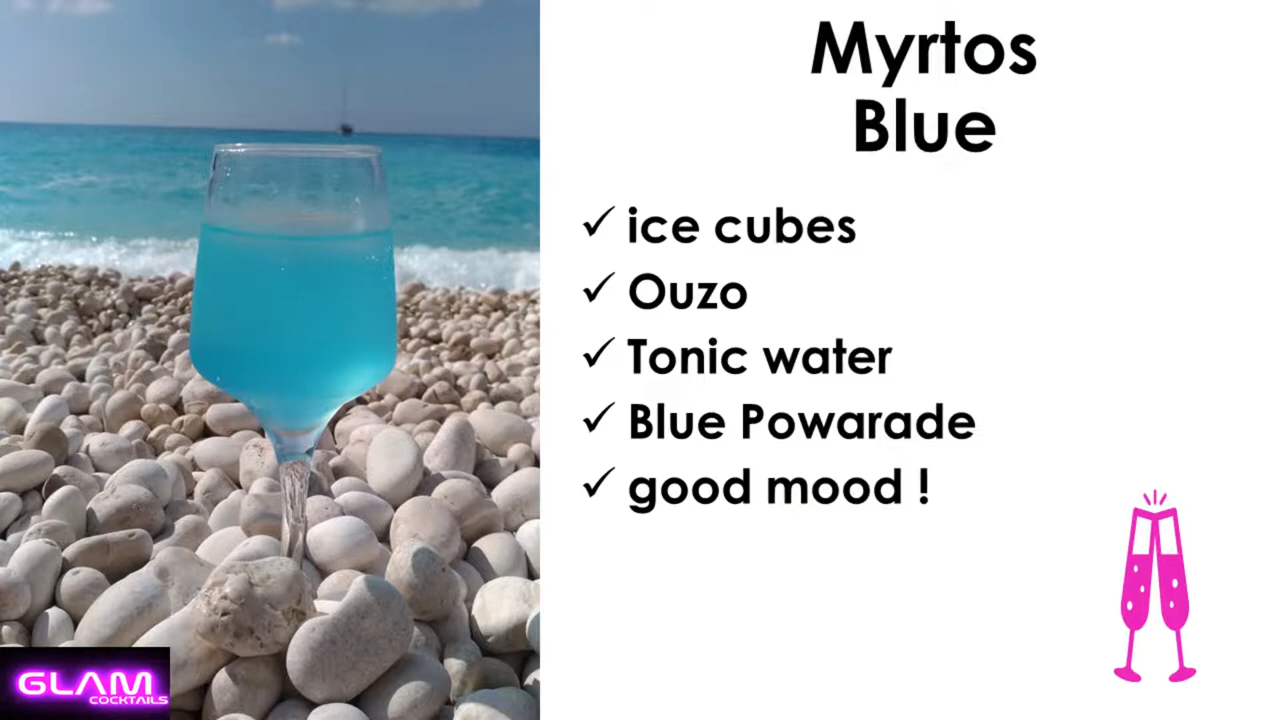 Myrtos
Blue
✓ ice cubes
✓ Ouzo
✓ Tonic water
✓ Blue Powarade
✓ good mood !
GLAM
COCKTAILS